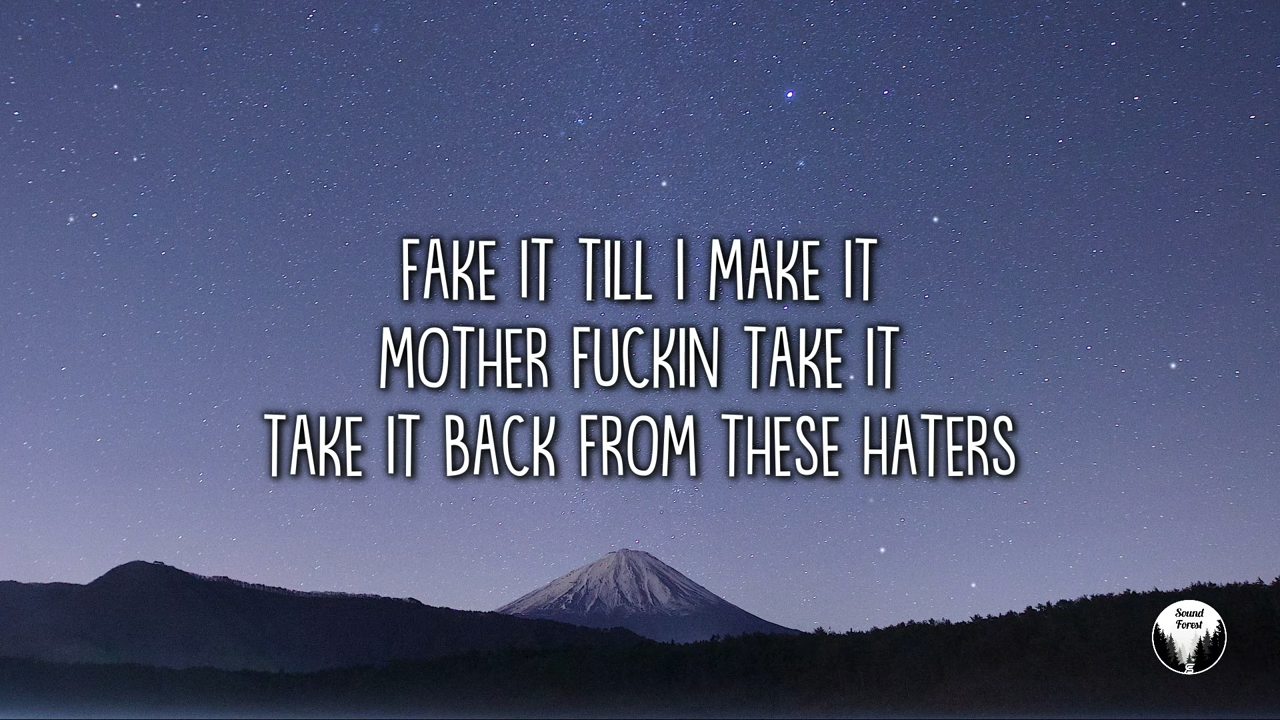 FAKE IT TILL I MAKE IT
MOTHER FUCKIN TAKE IT
TAKE IT BACK FROM THESE HATERS
Sound
Forest